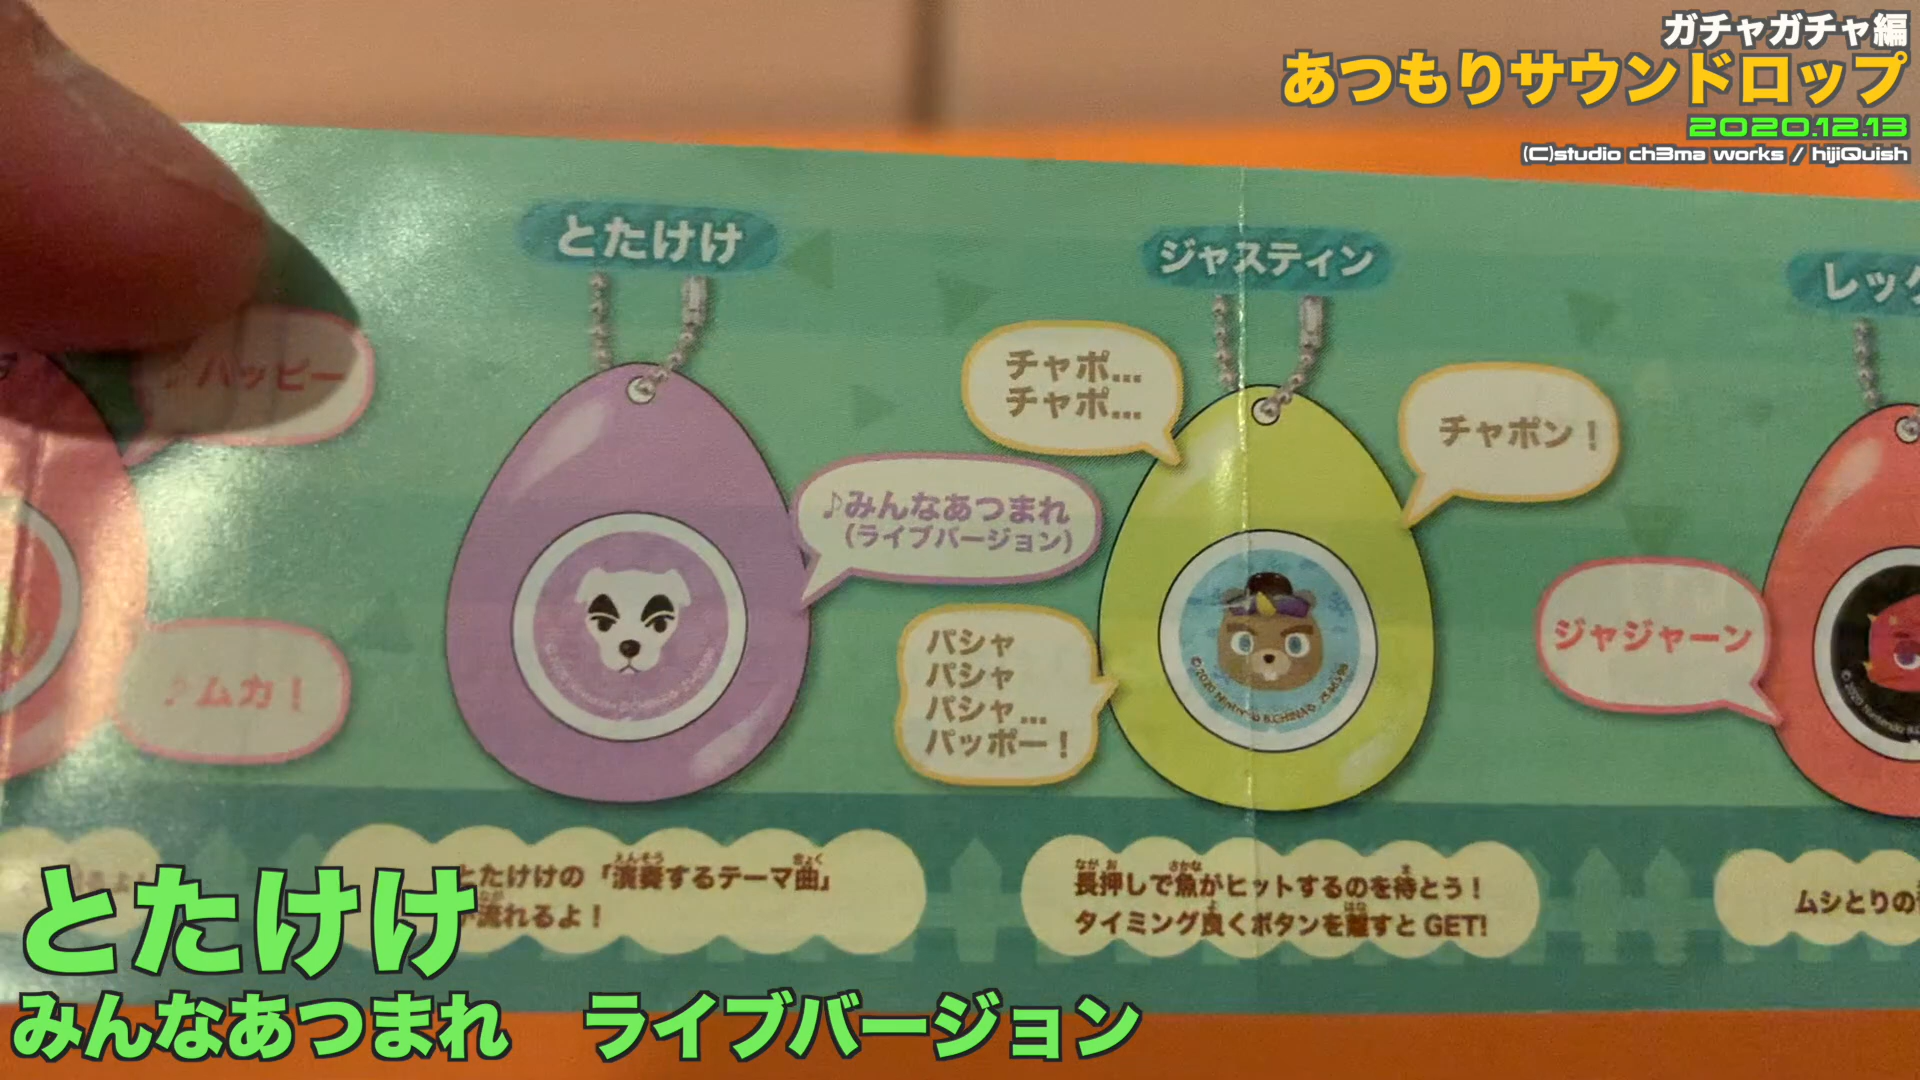 ガチャガチャ編
あつもりサウンドロップ
2020.12.13
(C)studio ch3ma works / hijiQuish
とたけけ
ジャスティン
ハッピー
♪ムカ！
♪みんなあつまれ
（ライブバージョン）
チャポ…
チャポ…
チャポン！
パシャ
パシャ
パシャ…
パッポー！
ジャジャーン
とたけけの「演奏するテーマ曲」
流れるよ！
長押しで魚がヒットするのを待とう！
タイミング良くボタンを離すとGET!
ムシとりの
とたけけ
みんなあつまれ　ライブバージョン